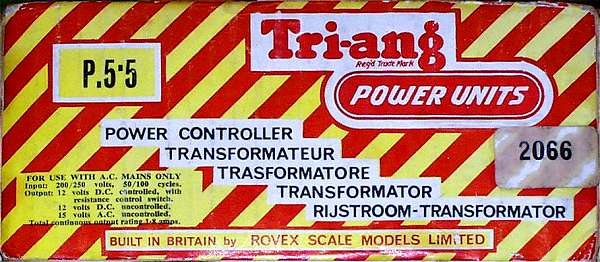 Tri-ang
Reg'd Trade Mark
P.5·5
POWER UNITS
POWER CONTROLLER
TRANSFORMATEUR
TRASFORMATORE
TRANSFORMATOR
RIJSTROOM-TRANSFORMATOR
2066
FOR USE WITH A.C. MAINS ONLY
Input: 200/250 volts, 50/100 cycles.
Output: 12 volts D.C. controlled, with
resistance control switch.
12 volts D.C. uncontrolled.
15 volts A.C. uncontrolled.
Total continuous output rating 1·8 amps.
BUILT IN BRITAIN by ROVEX SCALE MODELS LIMITED